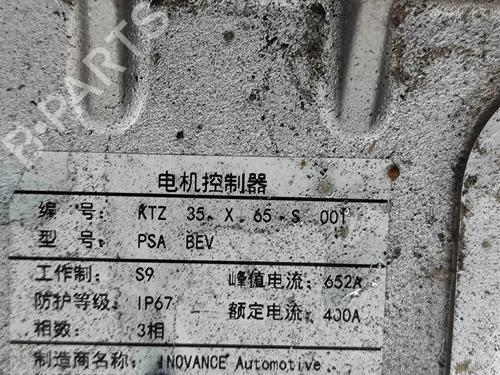 B-PARTS
电机控制器
编 号: KTZ 35 X 65 S 001
型 号: PSA BEV
工作制: S9 峰值电流: 652A
防护等级: IP67 额定电流: 400A
相数: 3相
制造商名称: INOVANCE Automotive